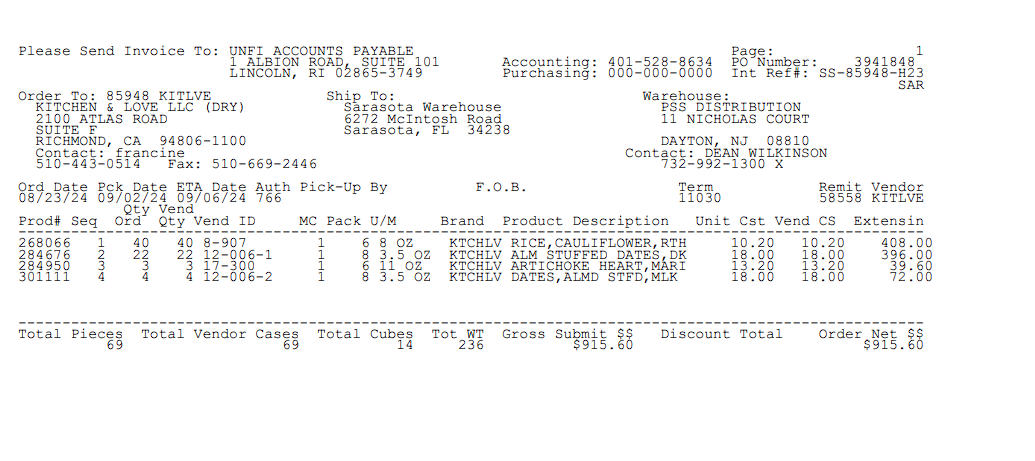 Please Send Invoice To: UNFI ACCOUNTS PAYABLE Page: 1
1 ALBION ROAD, SUITE 101 Accounting: 401-528-8634 PO Number: 3941848
LINCOLN, RI 02865-3749 Purchasing: 000-000-0000 Int Ref#: SS-85948-H23
SAR
Order To: 85948 KITLVE Ship To: Warehouse:
KITCHEN & LOVE LLC (DRY) Sarasota Warehouse PSS DISTRIBUTION
2100 ATLAS ROAD 6272 McIntosh Road 11 NICHOLAS COURT
SUITE F Sarasota, FL 34238
RICHMOND, CA 94806-1100 DAYTON, NJ 08810
Contact: francine Contact: DEAN WILKINSON
510-443-0514 Fax: 510-669-2446 732-992-1300 X
Ord Date Pck Date ETA Date Auth Pick-Up By F.O.B. Term Remit Vendor
08/23/24 09/02/24 09/06/24 766 11030 58558 KITLVE
Qty Vend
Prod# Seq Ord Qty Vend ID MC Pack U/M Brand Product Description Unit Cst Vend CS Extensin
268066 1 40 40 8-907 1 6 8 OZ KTCHLV RICE,CAULIFLOWER,RTH 10.20 10.20 408.00
284676 2 22 22 12-006-1 1 8 3.5 OZ KTCHLV ALM STUFFED DATES,DK 18.00 18.00 396.00
284950 3 3 3 17-300 1 6 11 OZ KTCHLV ARTICHOKE HEART,MARI 13.20 13.20 39.60
301111 4 4 4 12-006-2 1 8 3.5 OZ KTCHLV DATES,ALMD STFD,MLK 18.00 18.00 72.00
Total Pieces Total Vendor Cases Total Cubes Tot WT Gross Submit $$ Discount Total Order Net $$
69 69 14 236 $915.60 $915.60